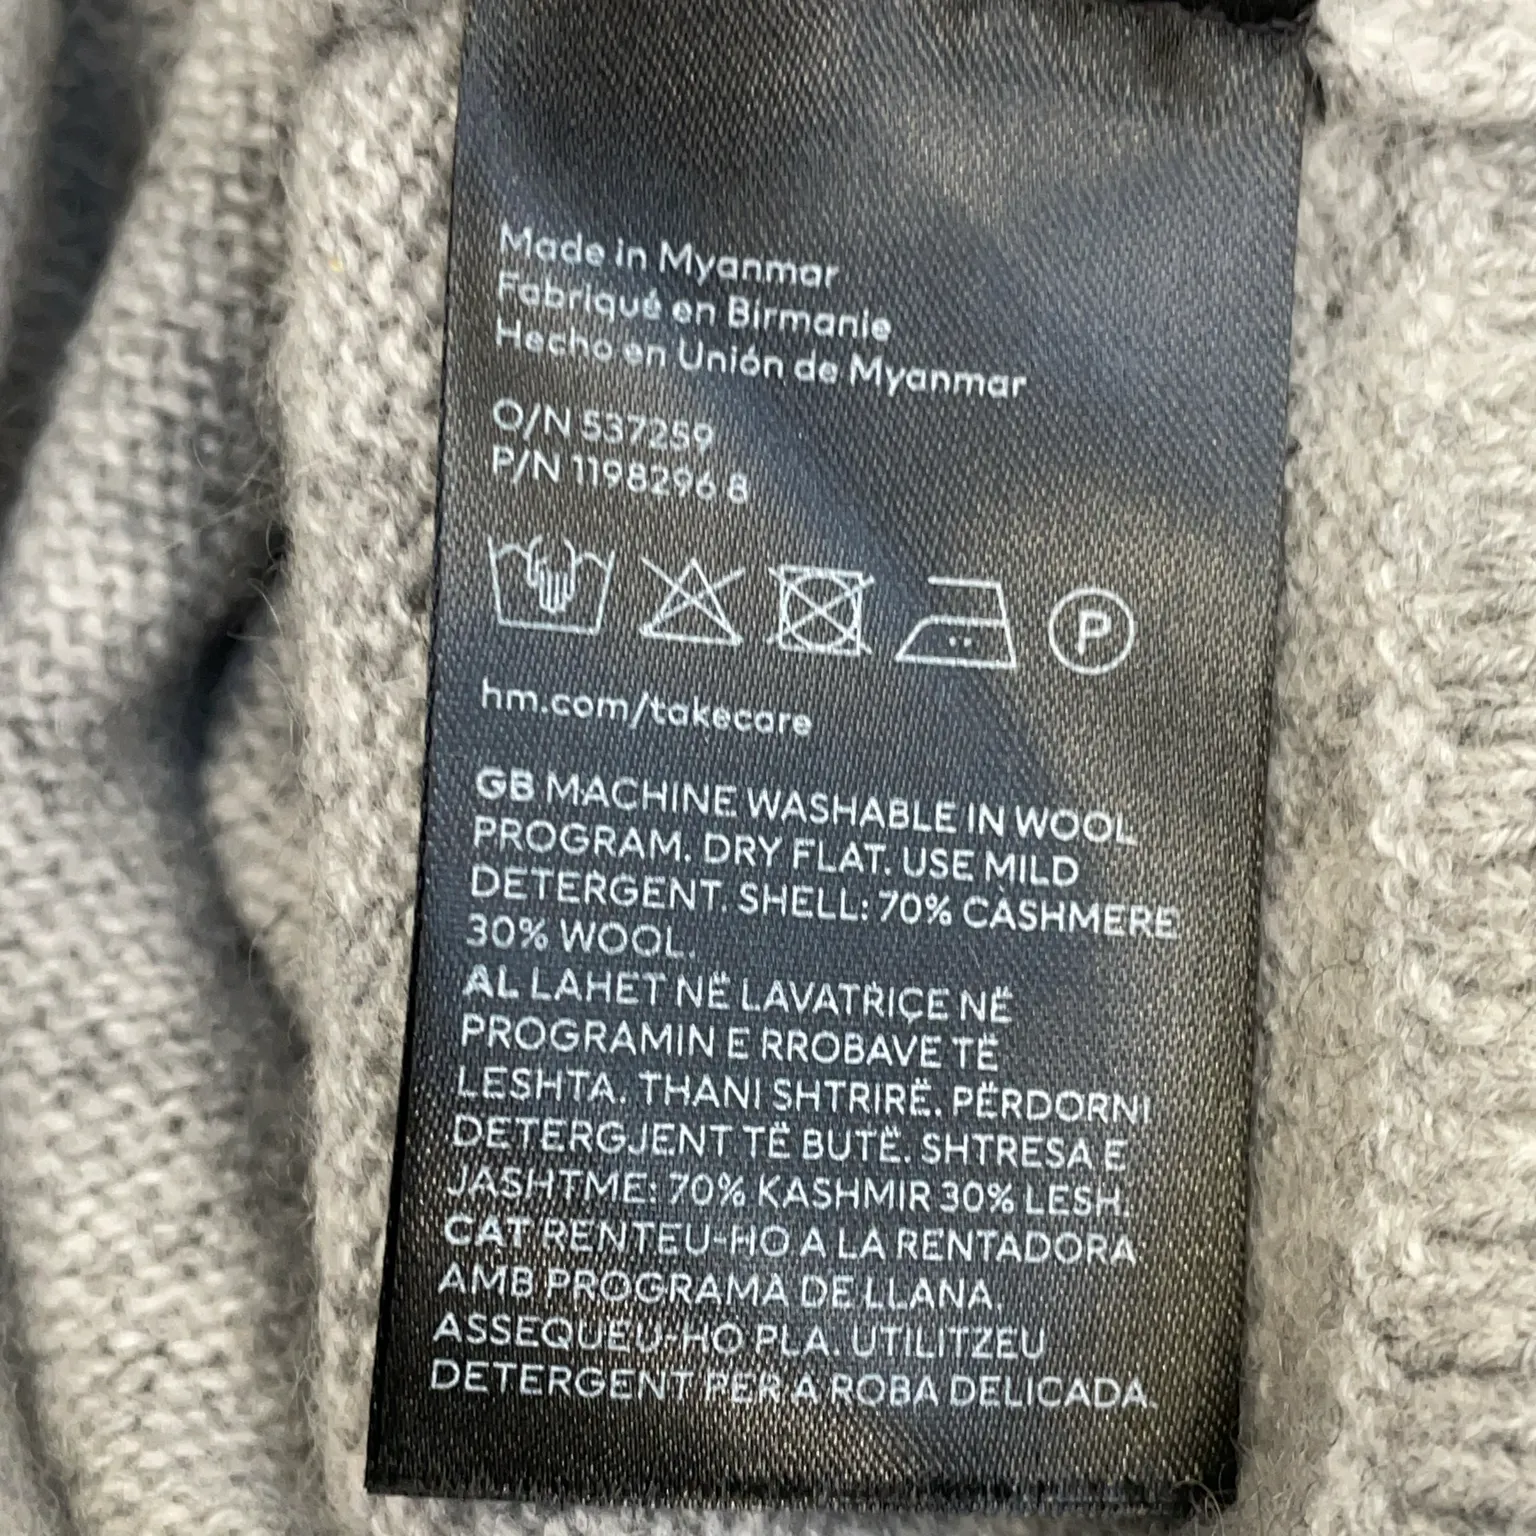 Made in Myanmar
Fabriqué en Birmanie
Hecho en Unión de Myanmar
O/N 537259
P/N 1198296 8
P
hm.com/takecare
GB MACHINE WASHABLE IN WOOL
PROGRAM. DRY FLAT. USE MILD
DETERGENT. SHELL: 70% CASHMERE
30% WOOL.
AL LAHET NË LAVATRIÇE NË
PROGRAMIN E RROBAVE TË
LESHTA. THANI SHTRIRË. PËRDORNI
DETERGJENT TË BUTË. SHTRESA E
JASHTME: 70% KASHMIR 30% LESH.
CAT RENTEU-HO A LA RENTADORA
AMB PROGRAMA DE LLANA.
ASSEQUEU-HO PLA. UTILITZEU
DETERGENT PER A ROBA DELICADA.